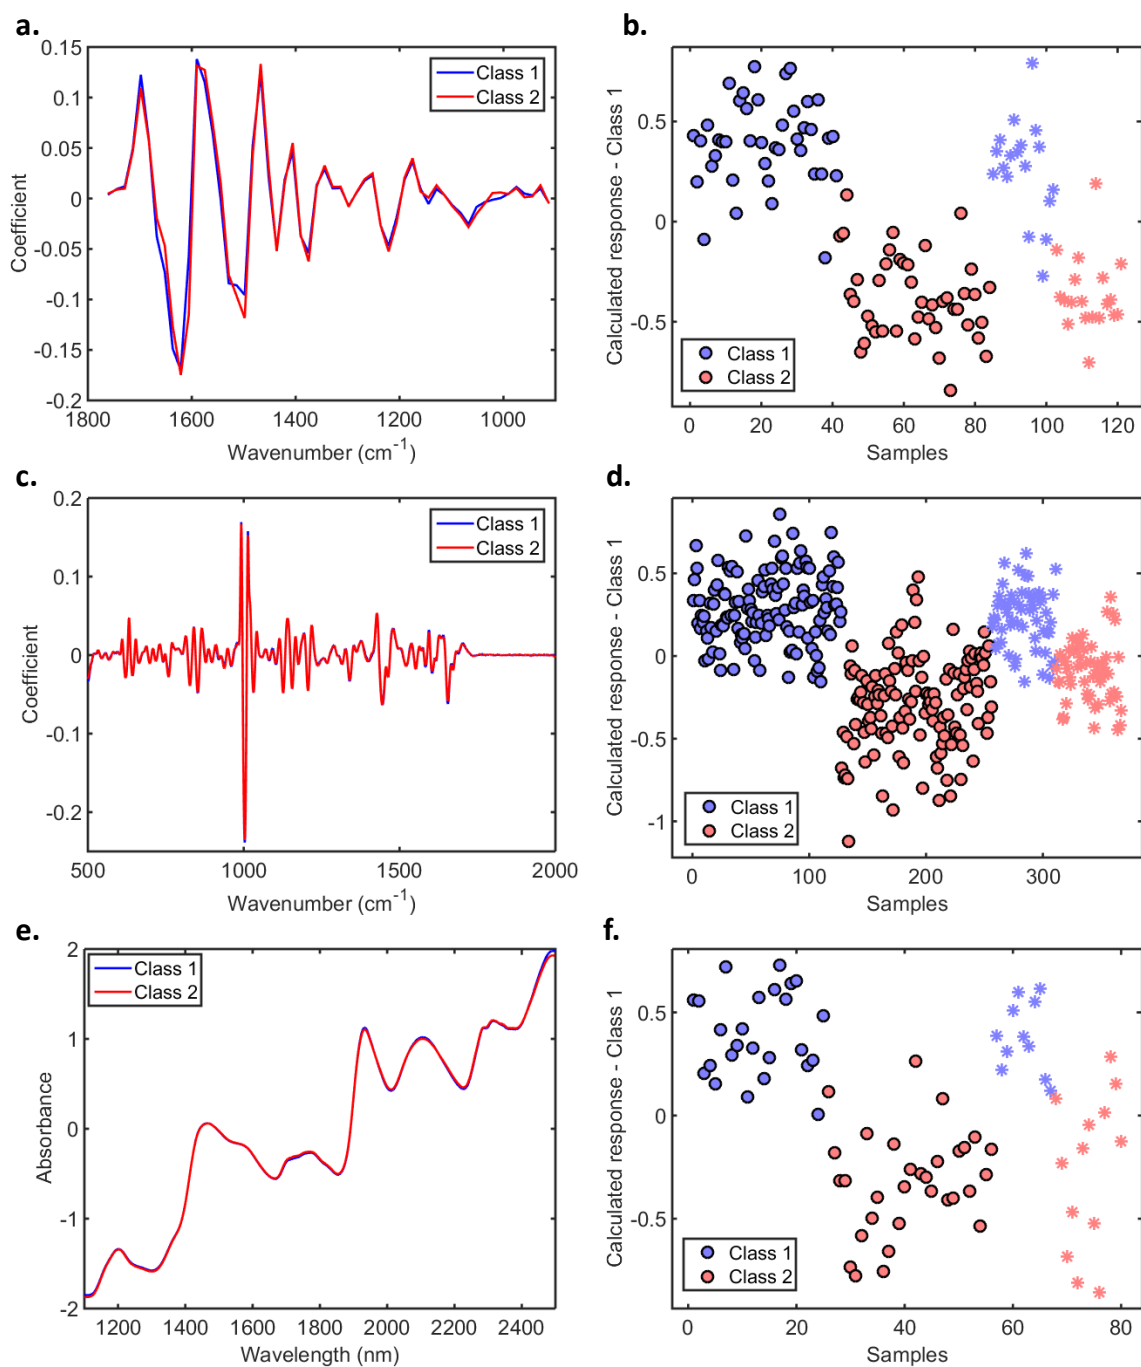 a.
0.15
0.1
0.05
0
-0.05
-0.1
-0.15
-0.2
1800 1600 1400 1200 1000
Coefficient
Wavenumber (cm-1)
Class 1
Class 2
b.
0.5
0
-0.5
0 20 40 60 80 100 120
Calculated response - Class 1
Samples
Class 1
Class 2
c.
0.2
0.1
0
-0.1
-0.2
500 1000 1500 2000
Coefficient
Wavenumber (cm-1)
Class 1
Class 2
d.
0.5
0
-0.5
-1
0 100 200 300
Calculated response - Class 1
Samples
Class 1
Class 2
e.
2
1
0
-1
-2
1200 1400 1600 1800 2000 2200 2400
Absorbance
Wavelength (nm)
Class 1
Class 2
f.
0.5
0
-0.5
0 20 40 60 80
Calculated response - Class 1
Samples
Class 1
Class 2